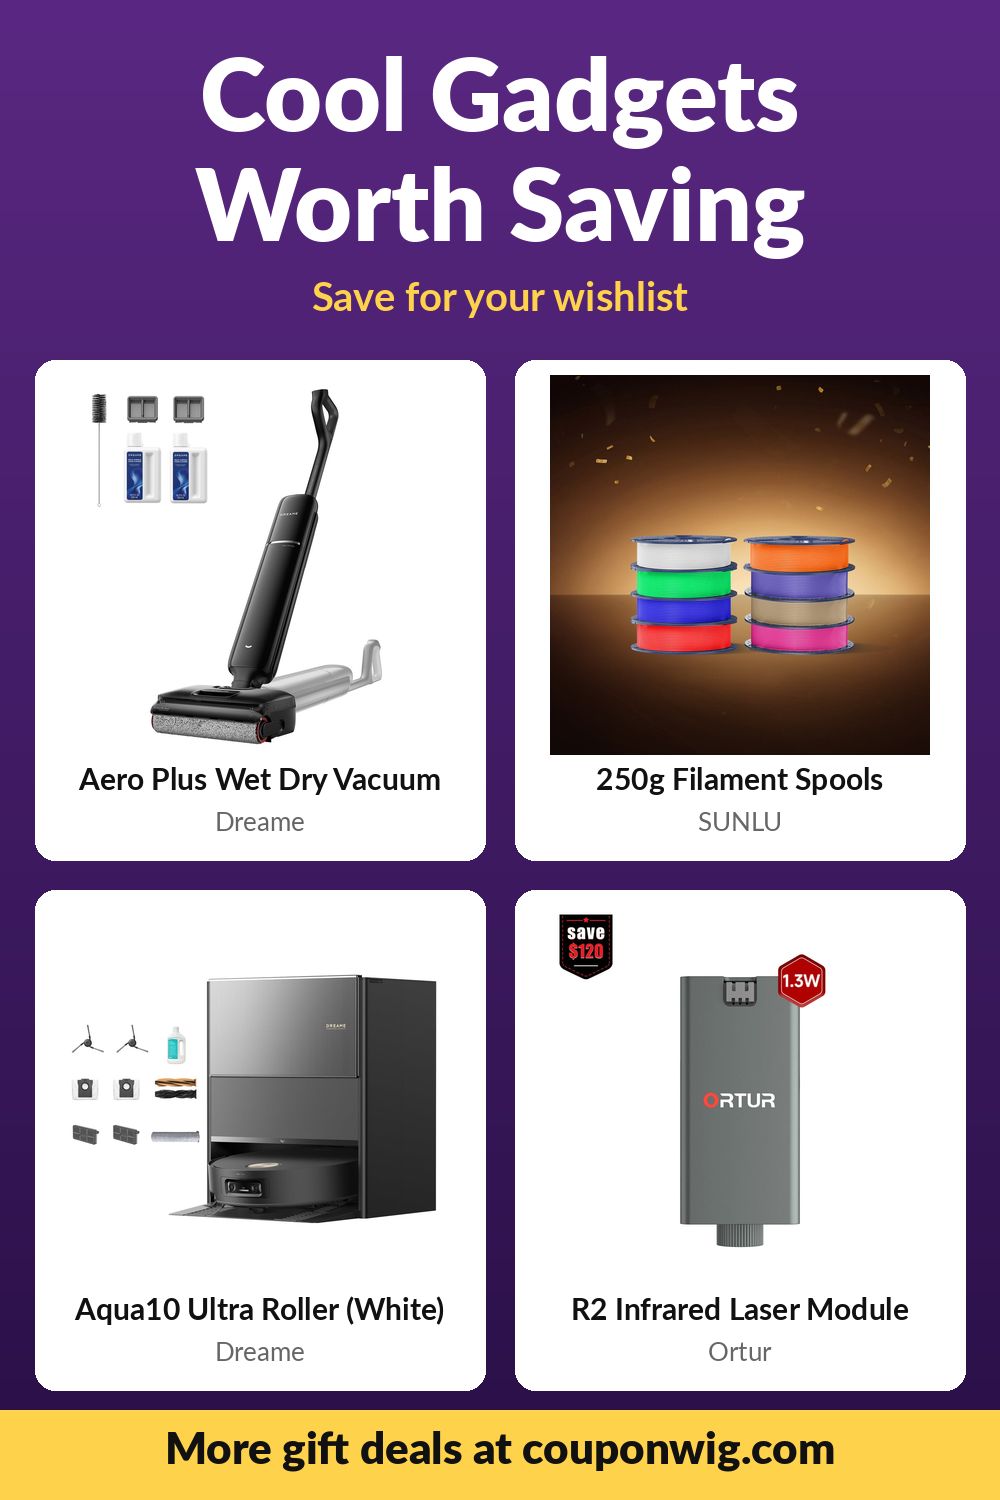 Cool Gadgets
Worth Saving
Save for your wishlist
DREAME
Aero Plus Wet Dry Vacuum
Dreame
250g Filament Spools
SUNLU
DREAME
Aqua10 Ultra Roller (White)
Dreame
save
$120
1.3W
ORTUR
R2 Infrared Laser Module
Ortur
More gift deals at couponwig.com